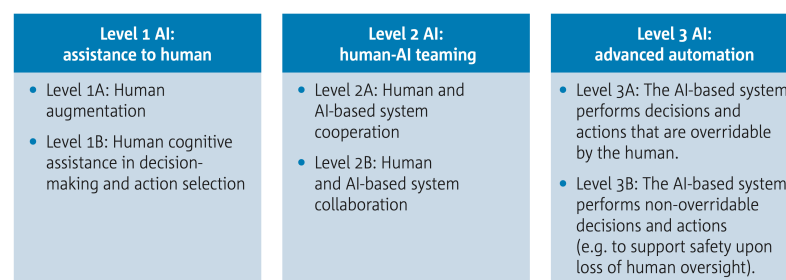 Level 1 AI:
assistance to human
• Level 1A: Human
augmentation
• Level 1B: Human cognitive
assistance in decision-
making and action selection
Level 2 AI:
human-AI teaming
• Level 2A: Human and
AI-based system
cooperation
• Level 2B: Human
and AI-based system
collaboration
Level 3 AI:
advanced automation
• Level 3A: The AI-based system
performs decisions and
actions that are overridable
by the human.
• Level 3B: The AI-based system
performs non-overridable
decisions and actions
(e.g. to support safety upon
loss of human oversight).